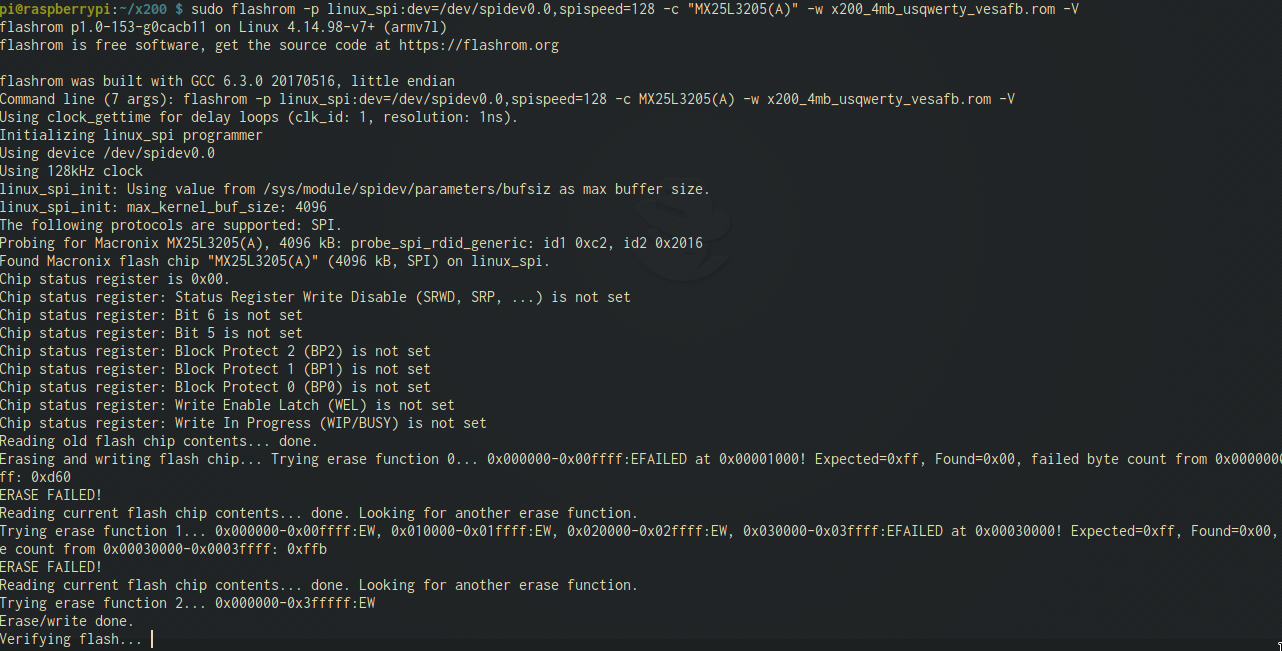 pi@raspberrypi:~/x200 $ sudo flashrom -p linux_spi:dev=/dev/spidev0.0,spispeed=128 -c "MX25L3205(A)" -w x200_4mb_usqwerty_vesafb.rom -V
flashrom p1.0-153-g0cacb11 on Linux 4.14.98-v7+ (armv7l)
flashrom is free software, get the source code at https://flashrom.org

flashrom was built with GCC 6.3.0 20170516, little endian
Command line (7 args): flashrom -p linux_spi:dev=/dev/spidev0.0,spispeed=128 -c MX25L3205(A) -w x200_4mb_usqwerty_vesafb.rom -V
Using clock_gettime for delay loops (clk_id: 1, resolution: 1ns).
Initializing linux_spi programmer
Using device /dev/spidev0.0
Using 128kHz clock
linux_spi_init: Using value from /sys/module/spidev/parameters/bufsiz as max buffer size.
linux_spi_init: max_kernel_buf_size: 4096
The following protocols are supported: SPI.
Probing for Macronix MX25L3205(A), 4096 kB: probe_spi_rdid_generic: id1 0xc2, id2 0x2016
Found Macronix flash chip "MX25L3205(A)" (4096 kB, SPI) on linux_spi.
Chip status register is 0x00.
Chip status register: Status Register Write Disable (SRWD, SRP, ...) is not set
Chip status register: Bit 6 is not set
Chip status register: Bit 5 is not set
Chip status register: Block Protect 2 (BP2) is not set
Chip status register: Block Protect 1 (BP1) is not set
Chip status register: Block Protect 0 (BP0) is not set
Chip status register: Write Enable Latch (WEL) is not set
Chip status register: Write In Progress (WIP/BUSY) is not set
Reading old flash chip contents... done.
Erasing and writing flash chip... Trying erase function 0... 0x000000-0x00ffff:EFAILED at 0x00001000! Expected=0xff, Found=0x00, failed byte count from 0x0000000
ff: 0xd60
ERASE FAILED!
Reading current flash chip contents... done. Looking for another erase function.
Trying erase function 1... 0x000000-0x00ffff:EW, 0x010000-0x01ffff:EW, 0x020000-0x02ffff:EW, 0x030000-0x03ffff:EFAILED at 0x00030000! Expected=0xff, Found=0x00,
e count from 0x00030000-0x0003ffff: 0xffb
ERASE FAILED!
Reading current flash chip contents... done. Looking for another erase function.
Trying erase function 2... 0x000000-0x3fffff:EW
Erase/write done.
Verifying flash...